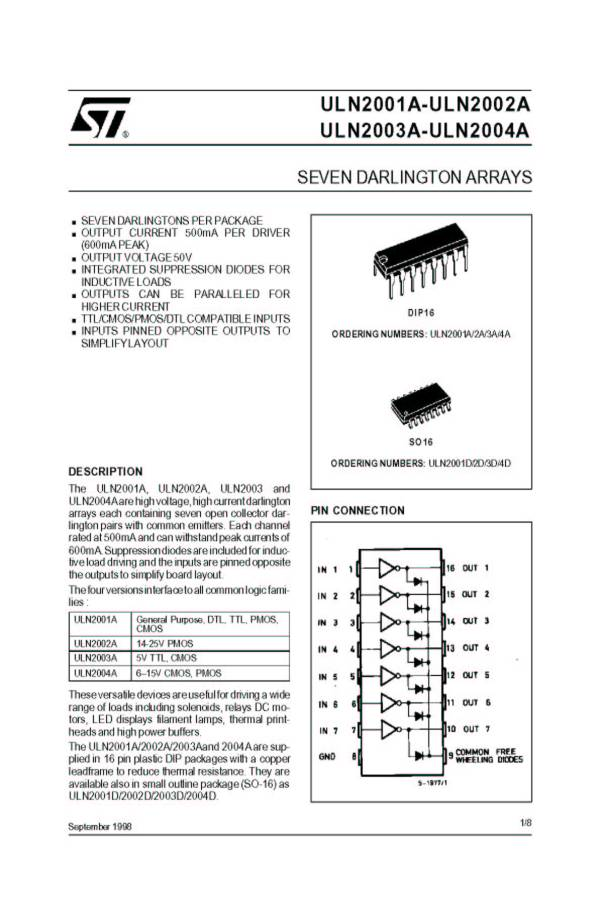 ST®
ULN2001A-ULN2002A
ULN2003A-ULN2004A
SEVEN DARLINGTON ARRAYS
SEVEN DARLINGTONS PER PACKAGE
OUTPUT CURRENT 500mA PER DRIVER
(600mA PEAK)
OUTPUT VOLTAGE 50V
INTEGRATED SUPPRESSION DIODES FOR
INDUCTIVE LOADS
OUTPUTS CAN BE PARALLELED FOR
HIGHER CURRENT
TTL/CMOS/PMOS/DTL COMPATIBLE INPUTS
INPUTS PINNED OPPOSITE OUTPUTS TO
SIMPLIFY LAYOUT
DIP16
ORDERING NUMBERS: ULN2001A/2A/3A/4A
SO16
ORDERING NUMBERS: ULN2001D/2D/3D/4D
DESCRIPTION
The ULN2001A, ULN2002A, ULN2003 and
ULN2004A are high voltage, high current darlington
arrays each containing seven open collector dar-
lington pairs with common emitters. Each channel
rated at 500mA and can withstand peak currents of
600mA. Suppression diodes are included for induc-
tive load driving and the inputs are pinned opposite
the outputs to simplify board layout.
The four versions interface to all common logic fami-
lies :
ULN2001A General Purpose, DTL, TTL, PMOS,
CMOS
ULN2002A 14-25V PMOS
ULN2003A 5V TTL, CMOS
ULN2004A 6–15V CMOS, PMOS
These versatile devices are useful for driving a wide
range of loads including solenoids, relays DC mo-
tors, LED displays filament lamps, thermal print-
heads and high power buffers.
The ULN2001A/2002A/2003A and 2004A are sup-
plied in 16 pin plastic DIP packages with a copper
leadframe to reduce thermal resistance. They are
available also in small outline package (SO-16) as
ULN2001D/2002D/2003D/2004D.
PIN CONNECTION
IN 1 1 16 OUT 1
IN 2 2 15 OUT 2
IN 3 3 14 OUT 3
IN 4 4 13 OUT 4
IN 5 5 12 OUT 5
IN 6 6 11 OUT 6
IN 7 7 10 OUT 7
GND 8 9 COMMON FREE
WHEELING DIODES
S-1977/1
September 1998
1/8